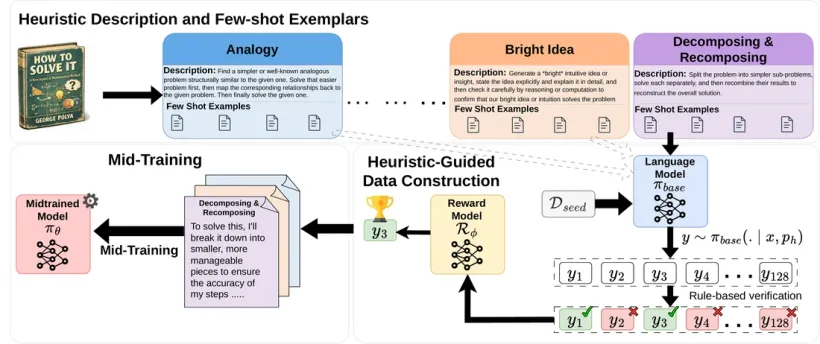 Heuristic Description and Few-shot Exemplars
HOW TO
SOLVE IT
?
GEORGE POLYA
Analogy
Description: Find a simpler or well-known analogous
problem structurally similar to the given one. Solve that easier
problem first, then map the corresponding relationships back to
the given problem. Then finally solve the given one.
Few Shot Examples
... ...
Bright Idea
Description: Generate a *bright* intuitive idea or
insight, state the idea explicitly and explain it in detail, and
then check it carefully by reasoning or computation to
confirm that our bright idea or intuition solves the problem
Few Shot Examples
Decomposing &
Recomposing
Description: Split the problem into simpler sub-problems,
solve each separately, and then recombine their results to
reconstruct the overall solution.
Few Shot Examples
Mid-Training
Midtrained
Model
πθ
Mid-Training
Decomposing &
Recomposing
To solve this, I'll
break it down into
smaller, more
manageable
pieces to ensure
the accuracy of
my steps .....
Heuristic-Guided
Data Construction
y3
Reward
Model
Rϕ
Dseed
Language
Model
πbase
y ∼ πbase(. | x, ph)
y1 y2 y3 y4 ... y128
Rule-based verification
y1 y2 y3 y4 ... y128